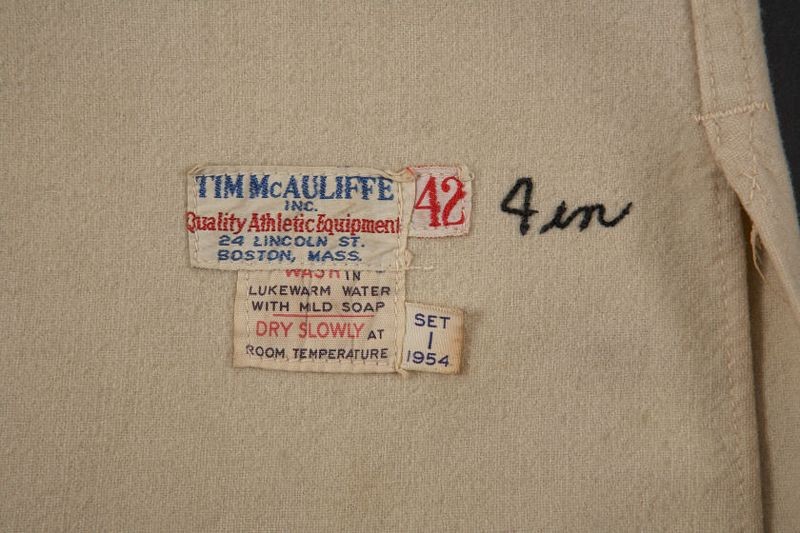 TIM McAULIFFE
INC.
Quality Athletic Equipment
24 LINCOLN ST.
BOSTON, MASS.
42
4 in
WASH IN
LUKEWARM WATER
WITH MILD SOAP
DRY SLOWLY AT
ROOM TEMPERATURE
SET
1
1954